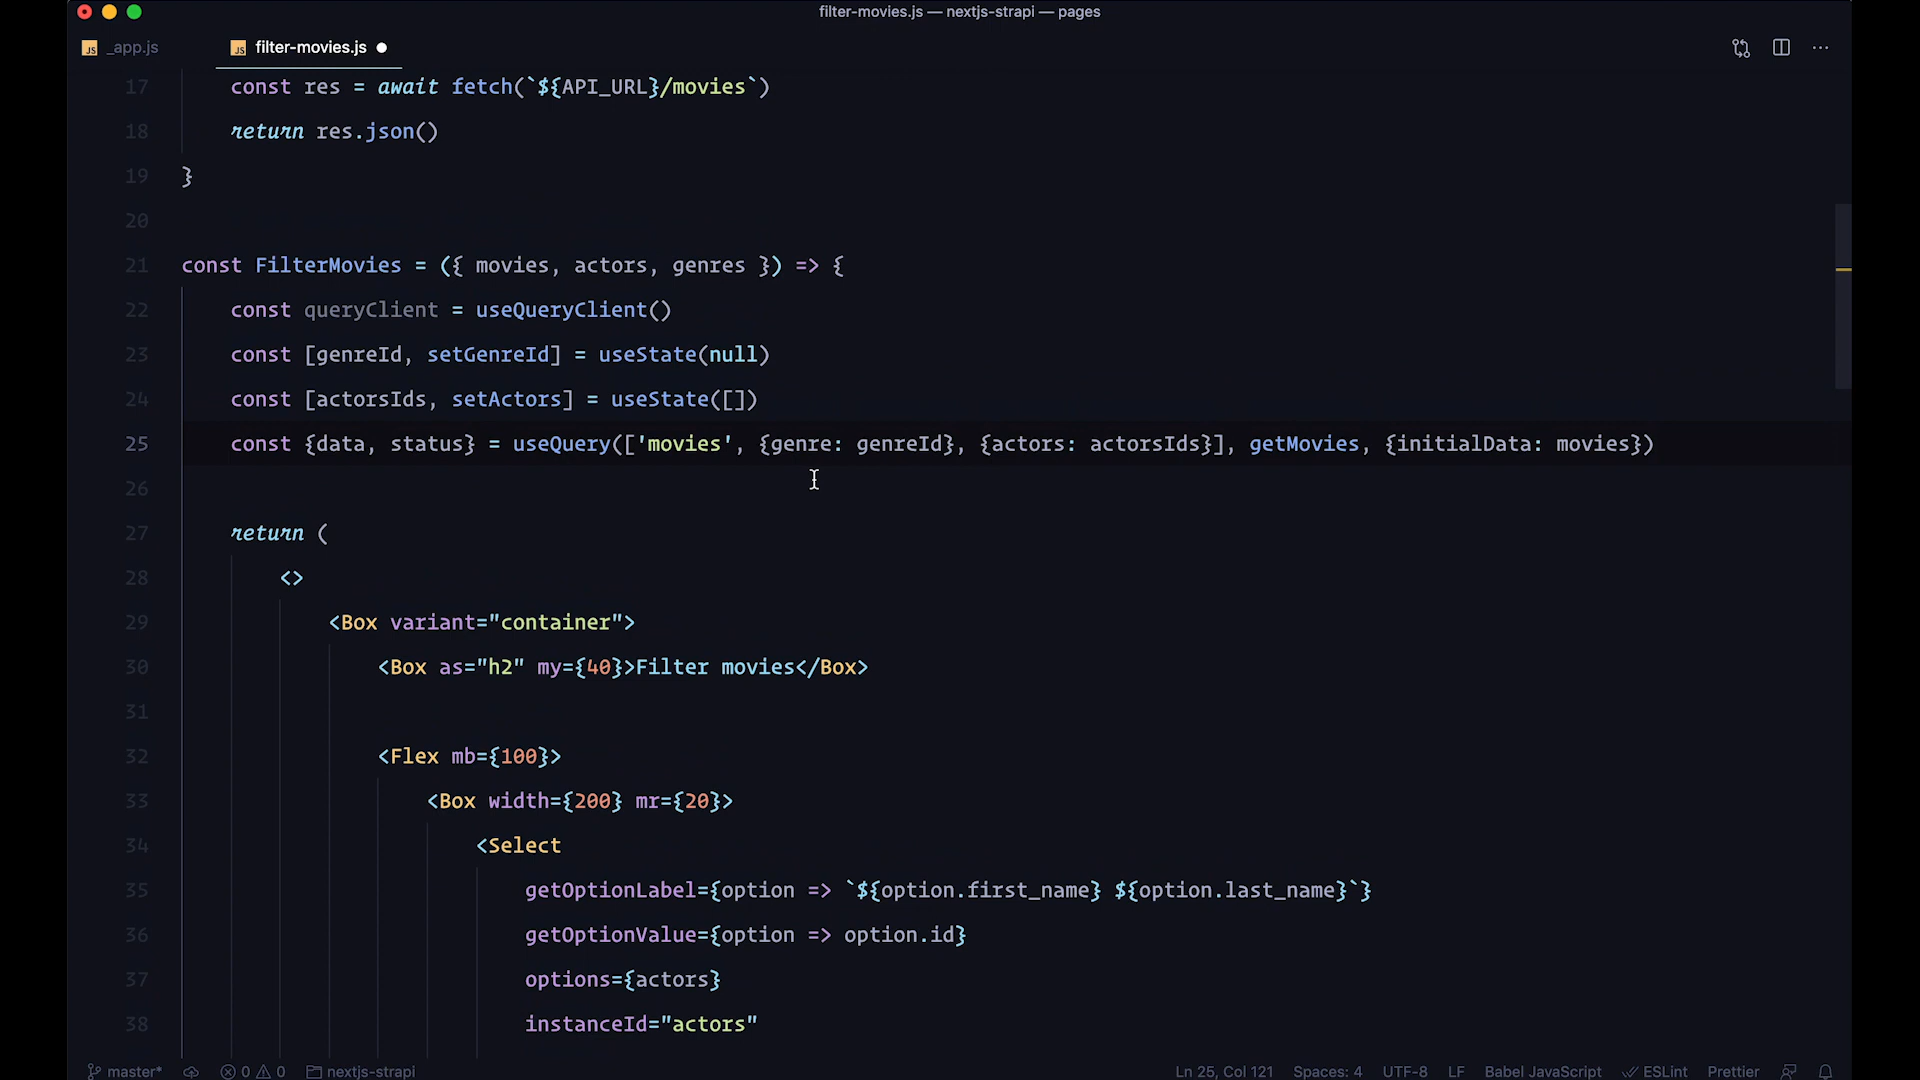 filter-movies.js — nextjs-strapi — pages
JS _app.js
JS filter-movies.js
17 const res = await fetch(`${API_URL}/movies`)
18 return res.json()
19 }
20
21 const FilterMovies = ({ movies, actors, genres }) => {
22 const queryClient = useQueryClient()
23 const [genreId, setGenreId] = useState(null)
24 const [actorsIds, setActors] = useState([])
25 const {data, status} = useQuery(['movies', {genre: genreId}, {actors: actorsIds}], getMovies, {initialData: movies})
26
27 return (
28 <>
29 <Box variant="container">
30 <Box as="h2" my={40}>Filter movies</Box>
31
32 <Flex mb={100}>
33 <Box width={200} mr={20}>
34 <Select
35 getOptionLabel={option => `${option.first_name} ${option.last_name}`}
36 getOptionValue={option => option.id}
37 options={actors}
38 instanceId="actors"
master* 0 0 nextjs-strapi Ln 25, Col 121 Spaces: 4 UTF-8 LF Babel JavaScript ESLint Prettier